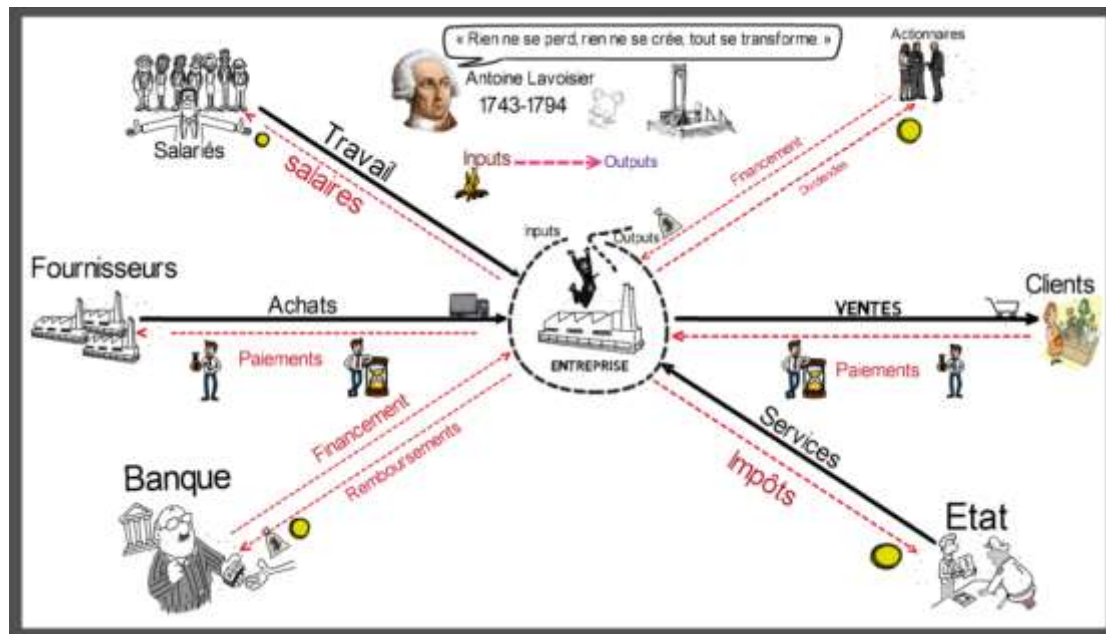 « Rien ne se perd, rien ne se crée, tout se transforme. »
Antoine Lavoisier
1743-1794
Actionnaires
Salariés
Travail
salaires
Inputs
Outputs
Financement
Dividendes
Inputs
Outputs
Fournisseurs
Achats
Paiements
ENTREPRISE
VENTES
Clients
Paiements
Financement
Remboursements
Banque
Services
Impôts
Etat